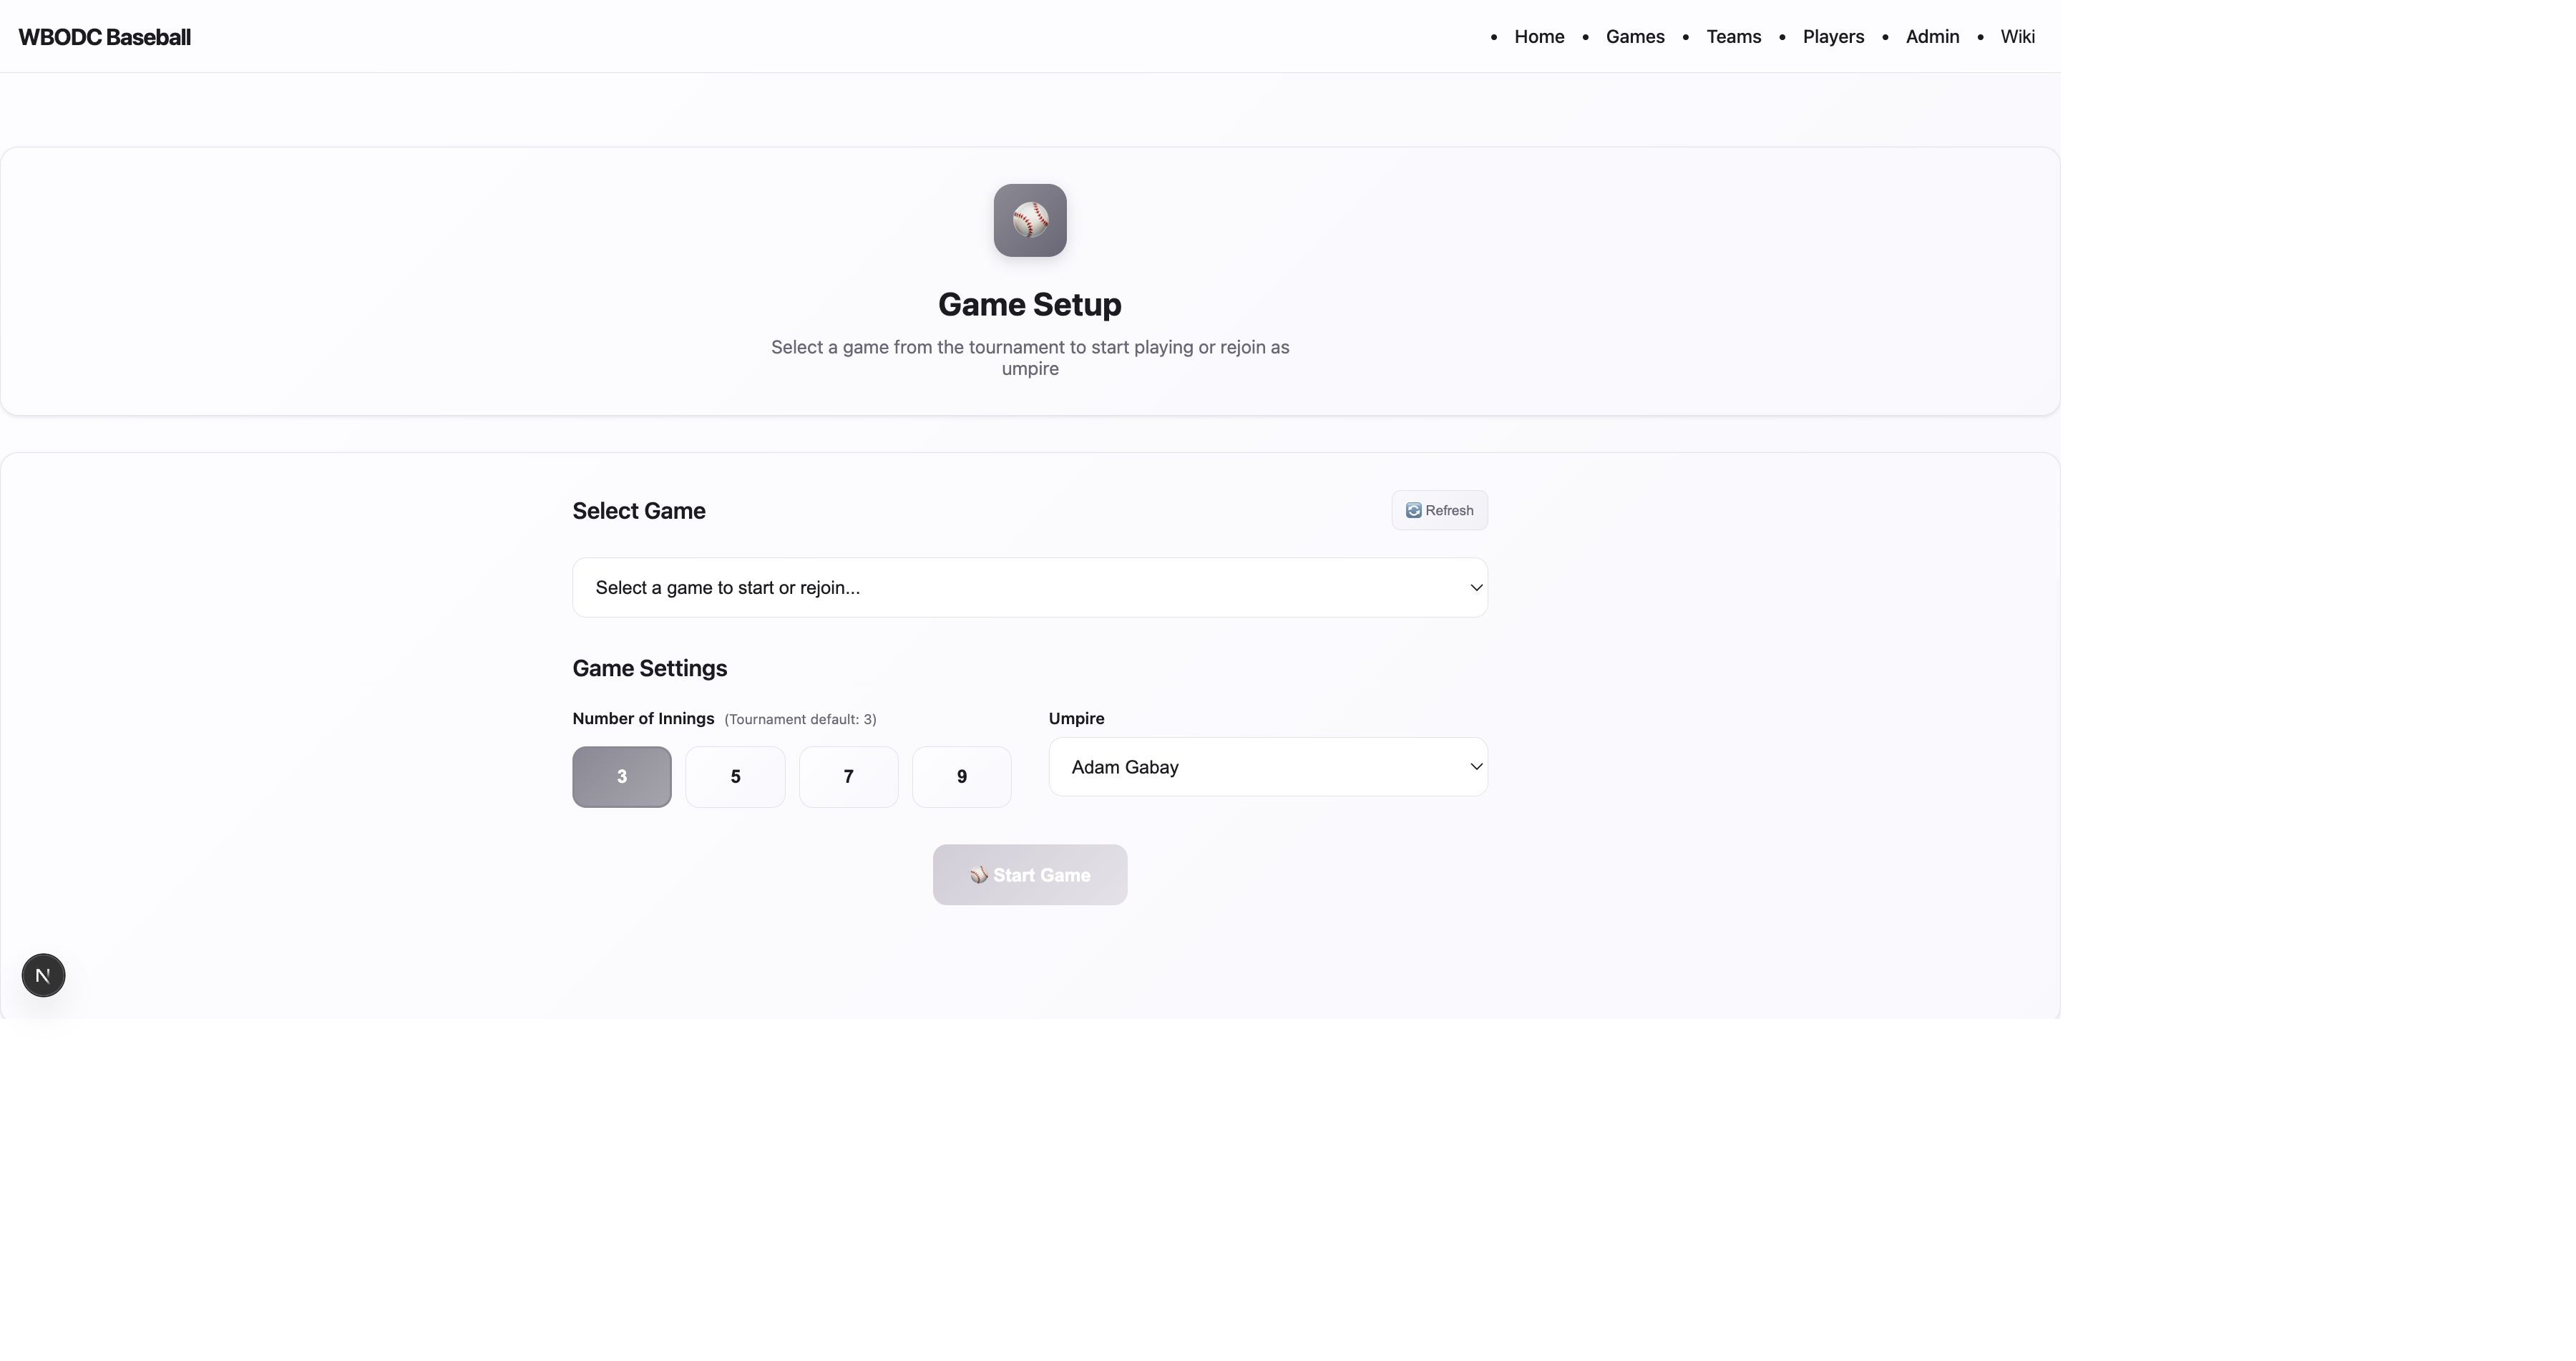 WBODC Baseball
• Home • Games • Teams • Players • Admin • Wiki
Game Setup
Select a game from the tournament to start playing or rejoin as
umpire
Select Game
Refresh
Select a game to start or rejoin...
Game Settings
Number of Innings (Tournament default: 3)
Umpire
3 5 7 9
Adam Gabay
Start Game
N